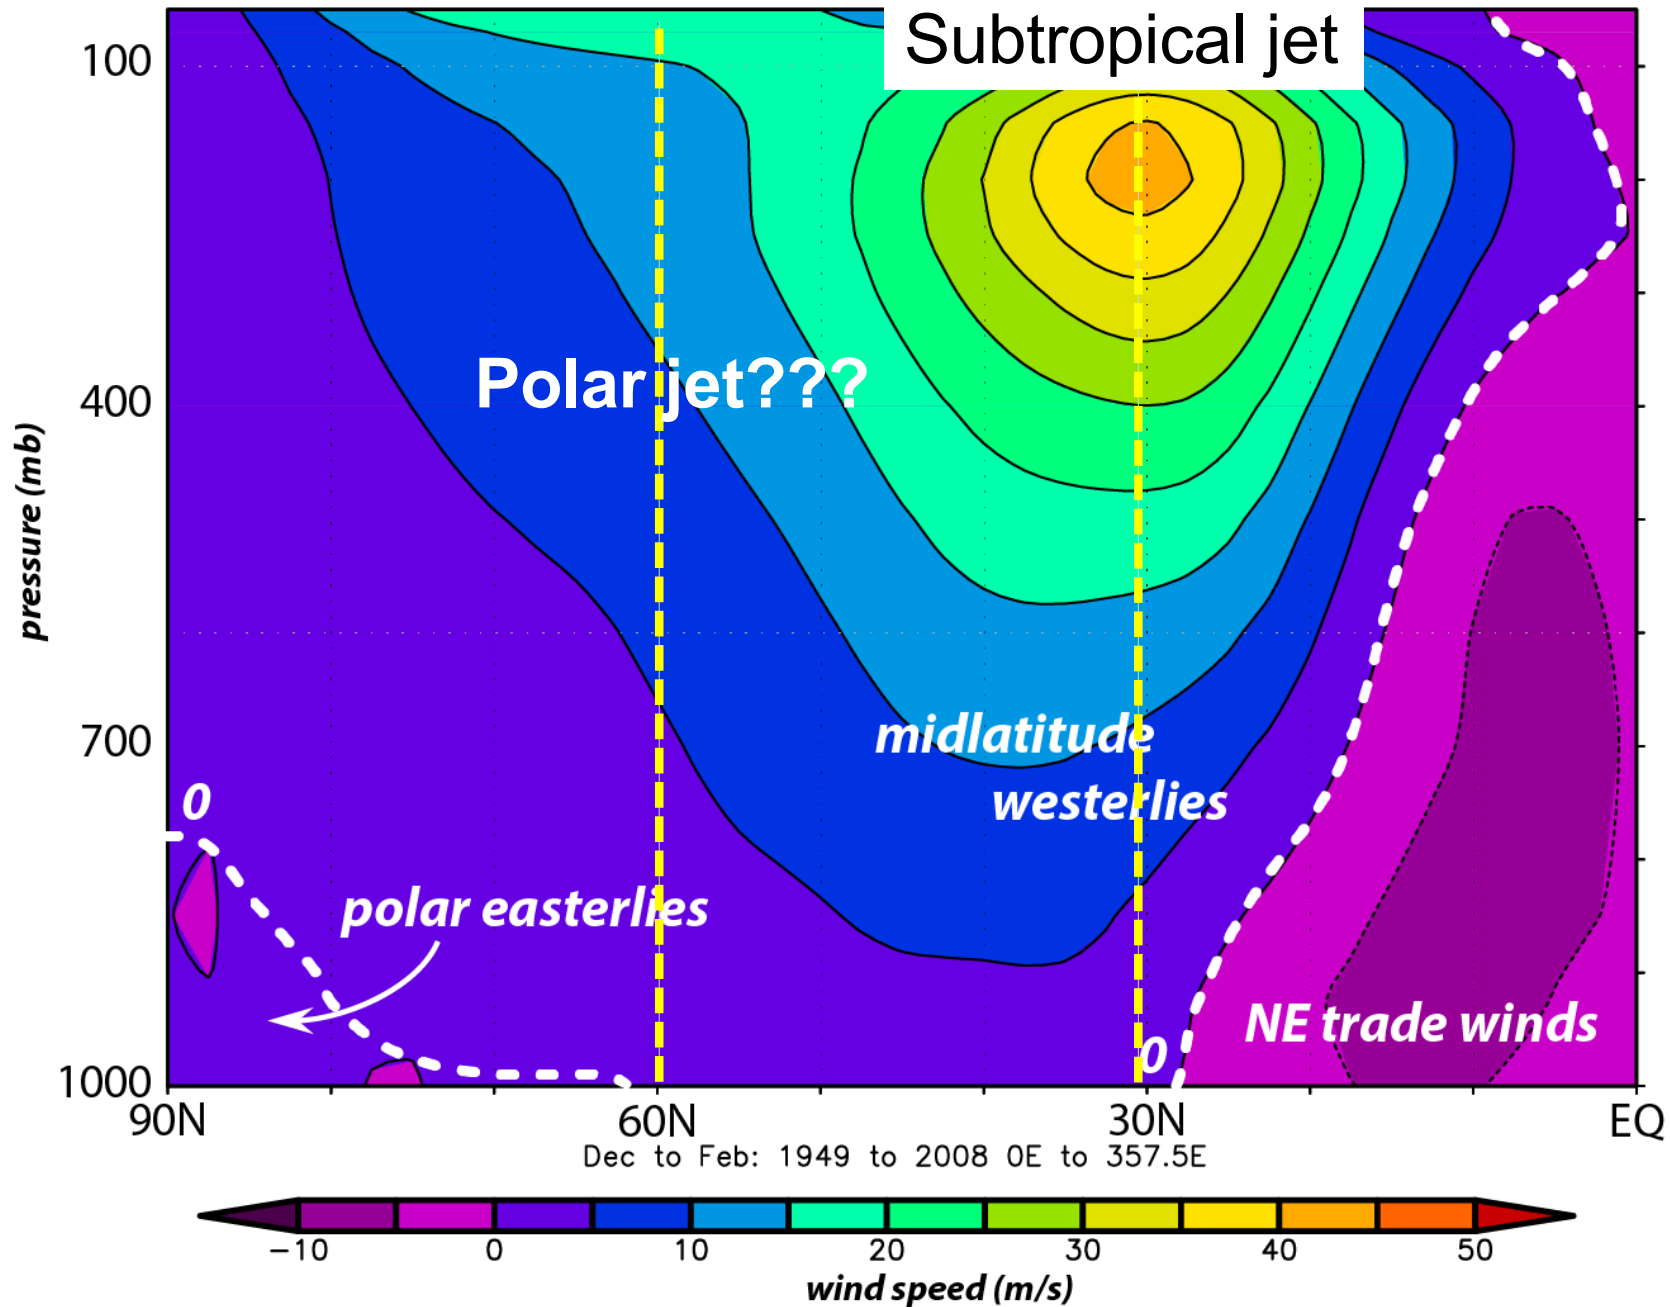 Subtropical jet
100
Polar jet???
400
pressure (mb)
midlatitude
700
westerlies
0
polar easterlies
NE trade winds
0
1000
90N 60N 30N EQ
Dec to Feb: 1949 to 2008 0E to 357.5E
-10 0 10 20 30 40 50
wind speed (m/s)